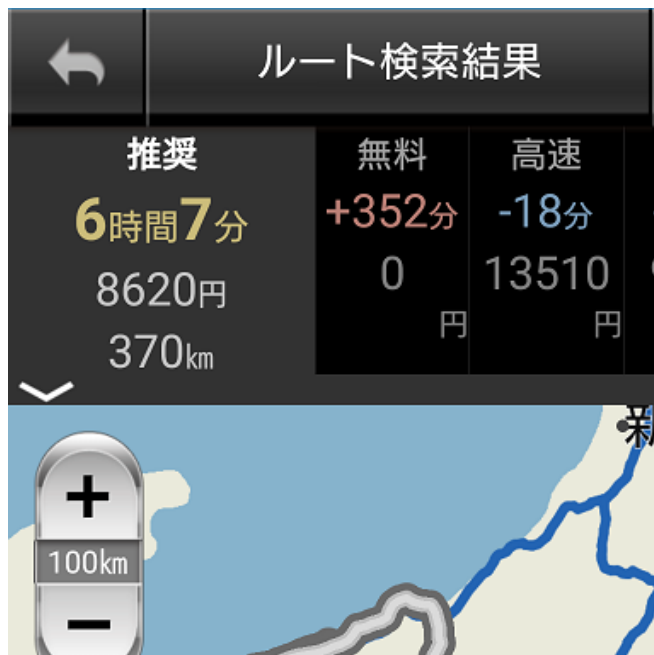 ルート検索結果
推奨
6時間7分
8620円
370km
無料
+352分
0
円
高速
-18分
13510
円
+
100km
−
新